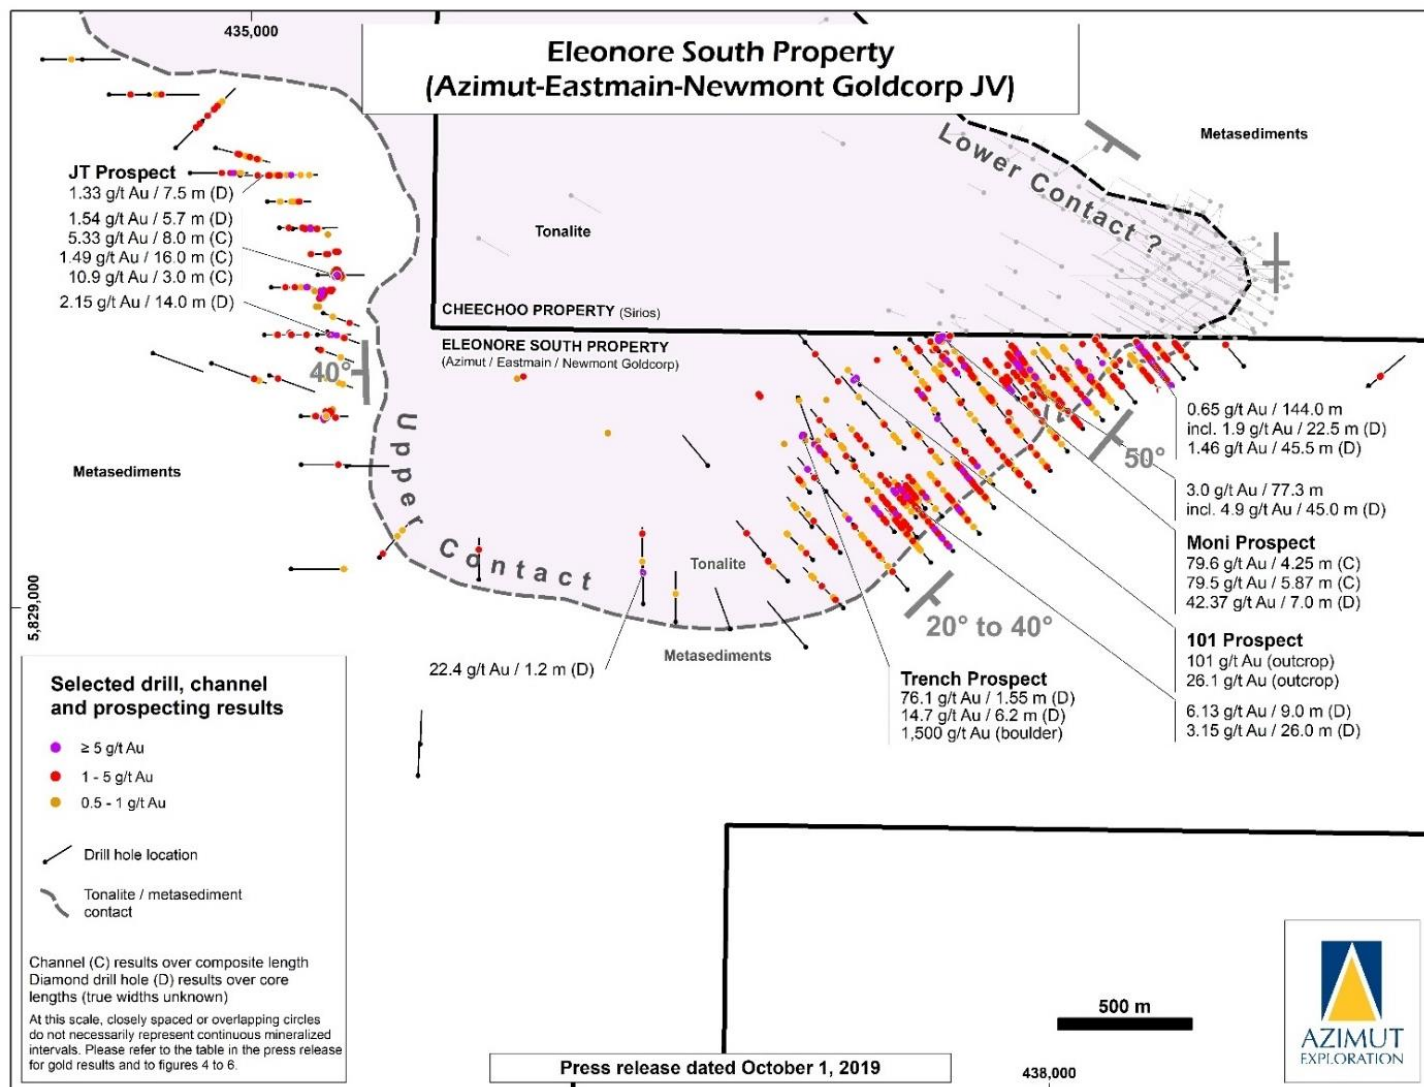 435,000
Eleonore South Property
(Azimut-Eastmain-Newmont Goldcorp JV)
Metasediments
Lower Contact ?
JT Prospect
1.33 g/t Au / 7.5 m (D)
1.54 g/t Au / 5.7 m (D)
5.33 g/t Au / 8.0 m (C)
1.49 g/t Au / 16.0 m (C)
10.9 g/t Au / 3.0 m (C)
2.15 g/t Au / 14.0 m (D)
Tonalite
CHEECHOO PROPERTY (Sirios)
ELEONORE SOUTH PROPERTY
(Azimut / Eastmain / Newmont Goldcorp)
40°
Upper Contact
Metasediments
50°
0.65 g/t Au / 144.0 m
incl. 1.9 g/t Au / 22.5 m (D)
1.46 g/t Au / 45.5 m (D)
3.0 g/t Au / 77.3 m
incl. 4.9 g/t Au / 45.0 m (D)
Moni Prospect
79.6 g/t Au / 4.25 m (C)
79.5 g/t Au / 5.87 m (C)
42.37 g/t Au / 7.0 m (D)
101 Prospect
101 g/t Au (outcrop)
26.1 g/t Au (outcrop)
6.13 g/t Au / 9.0 m (D)
3.15 g/t Au / 26.0 m (D)
Tonalite
20° to 40°
Metasediments
22.4 g/t Au / 1.2 m (D)
Trench Prospect
76.1 g/t Au / 1.55 m (D)
14.7 g/t Au / 6.2 m (D)
1,500 g/t Au (boulder)
5,829,000
Selected drill, channel
and prospecting results
≥ 5 g/t Au
1 - 5 g/t Au
0.5 - 1 g/t Au
Drill hole location
Tonalite / metasediment
contact
Channel (C) results over composite length
Diamond drill hole (D) results over core
lengths (true widths unknown)
At this scale, closely spaced or overlapping circles
do not necessarily represent continuous mineralized
intervals. Please refer to the table in the press release
for gold results and to figures 4 to 6.
500 m
Press release dated October 1, 2019
438,000
AZIMUT
EXPLORATION